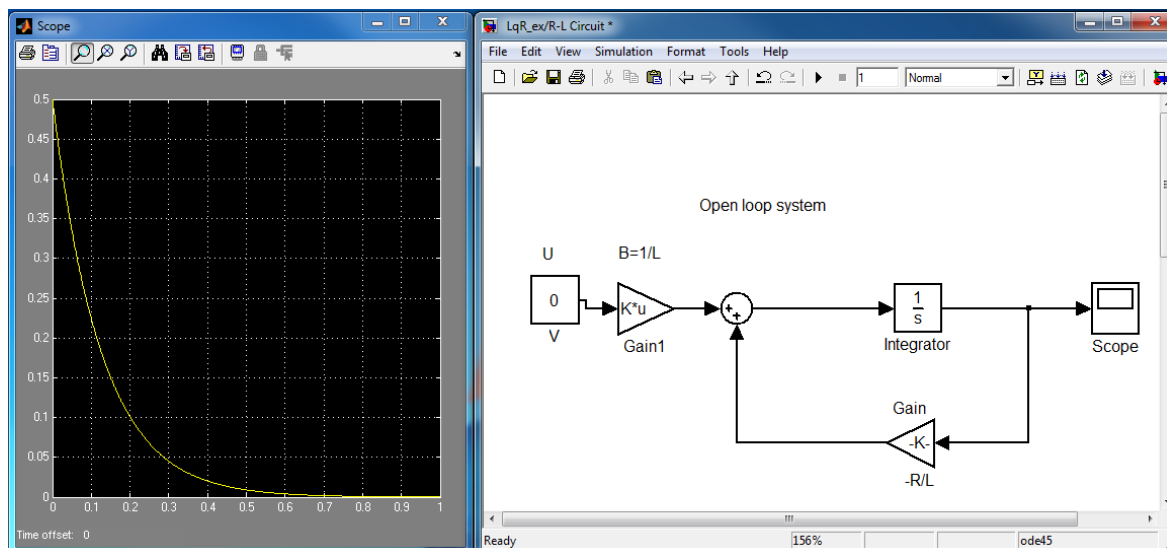 Scope
0.5
0.45
0.4
0.35
0.3
0.25
0.2
0.15
0.1
0.05
0
0 0.1 0.2 0.3 0.4 0.5 0.6 0.7 0.8 0.9 1
Time offset: 0
LqR_ex/R-L Circuit *
File Edit View Simulation Format Tools Help
1 Normal
Open loop system
U B=1/L
0
K*u
1
s
V
Gain1
Integrator
Scope
Gain
-K-
-R/L
Ready 156% ode45